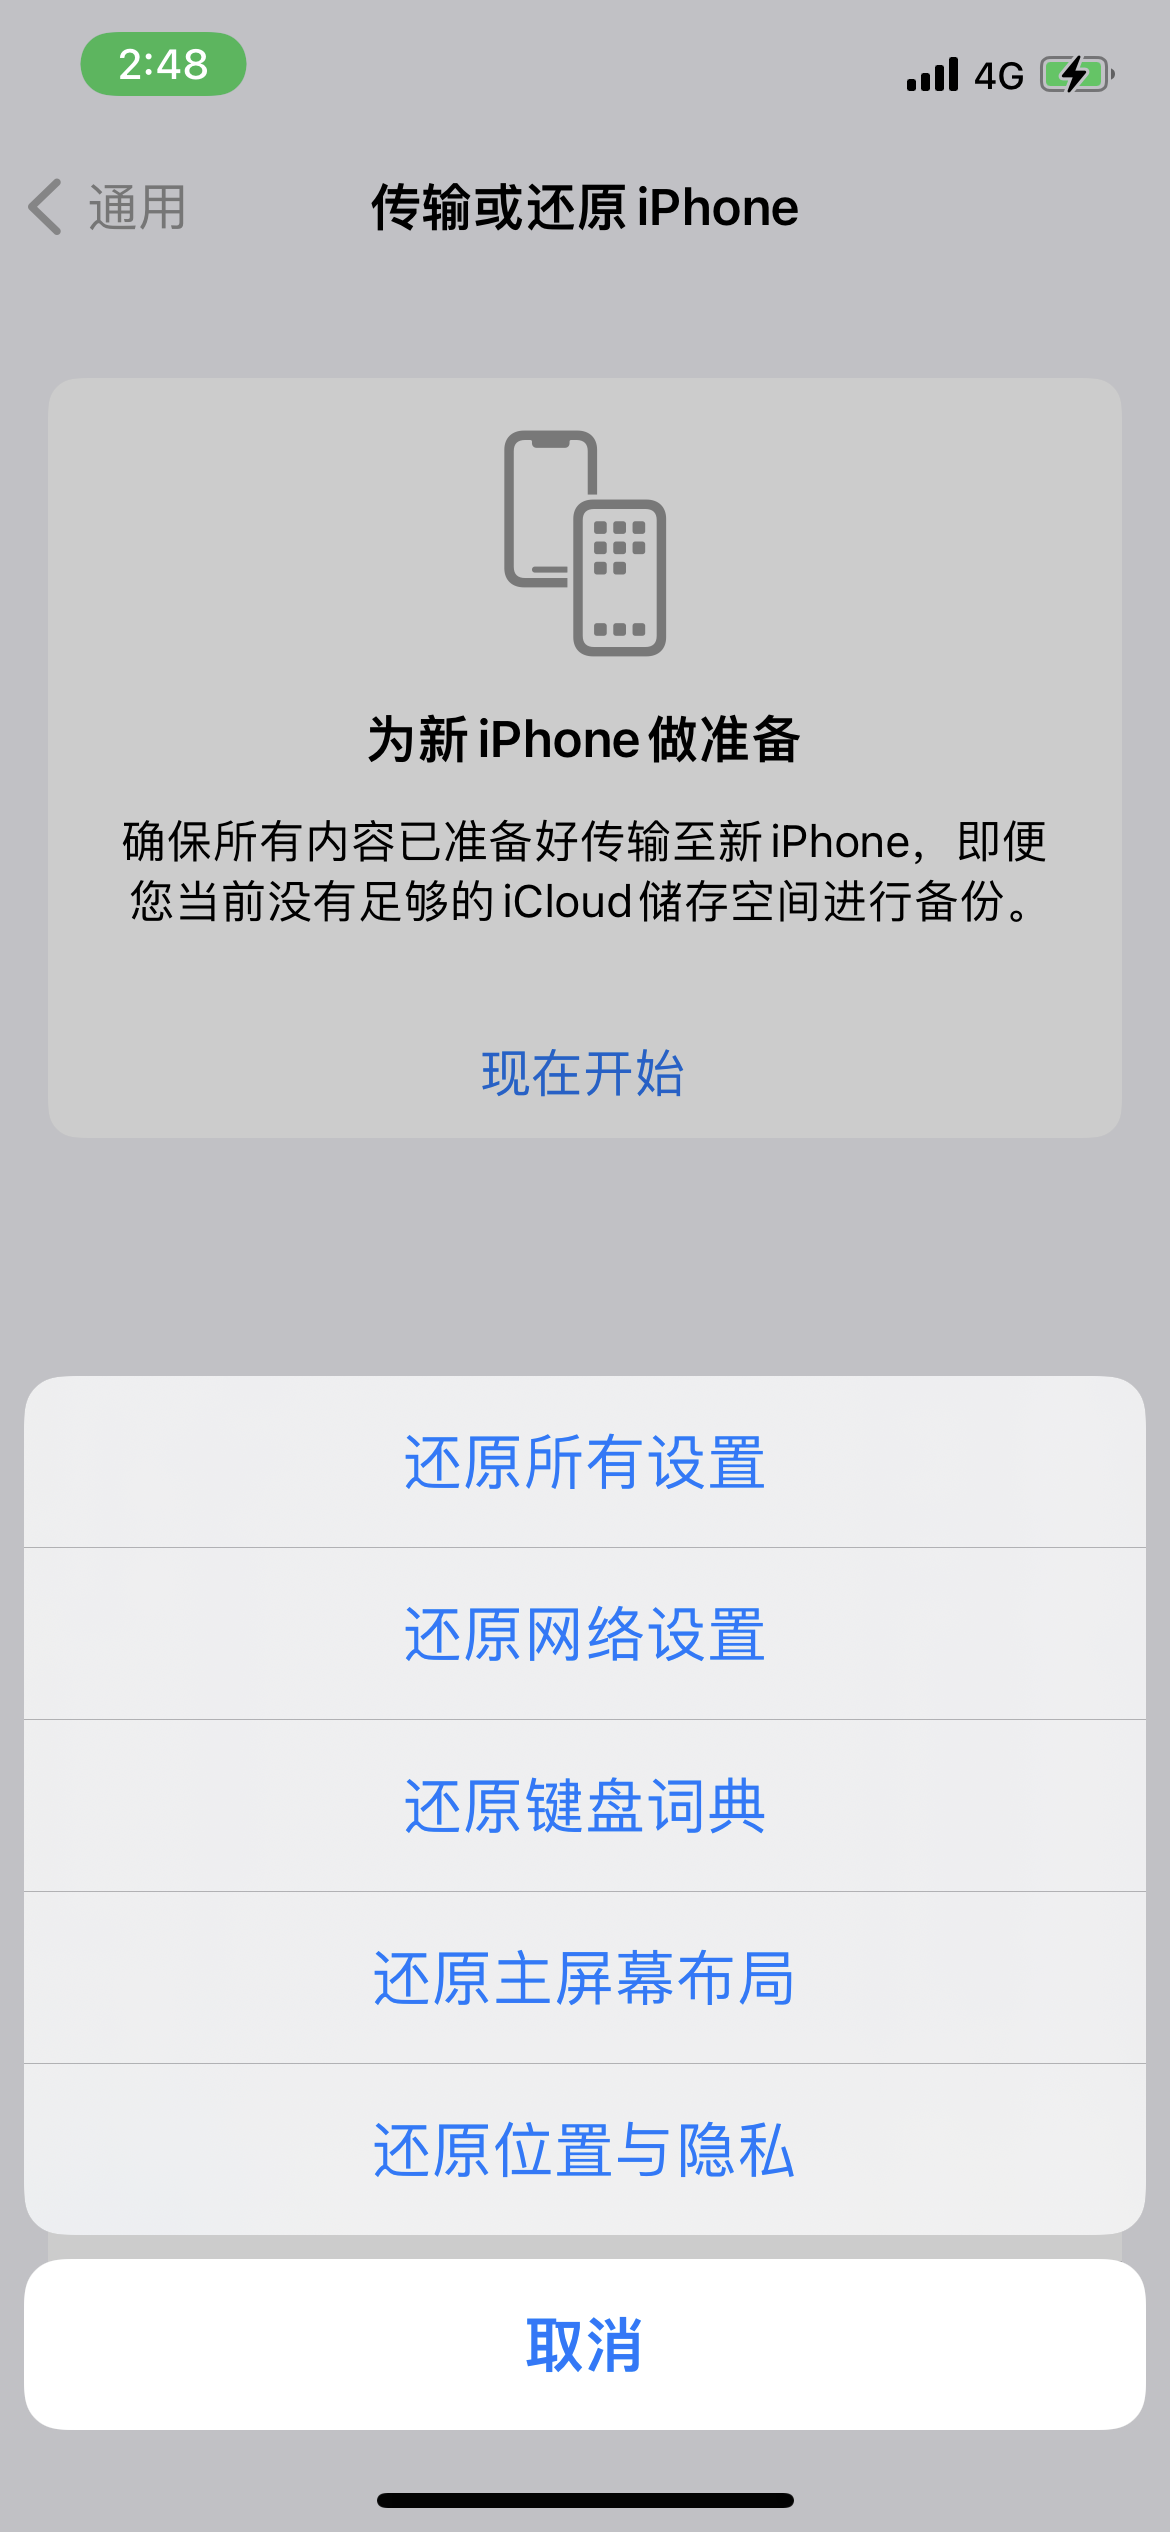 2:48
4G
通用
传输或还原 iPhone
为新 iPhone 做准备
确保所有内容已准备好传输至新 iPhone，即便
您当前没有足够的 iCloud 储存空间进行备份。
现在开始
还原所有设置
还原网络设置
还原键盘词典
还原主屏幕布局
还原位置与隐私
取消